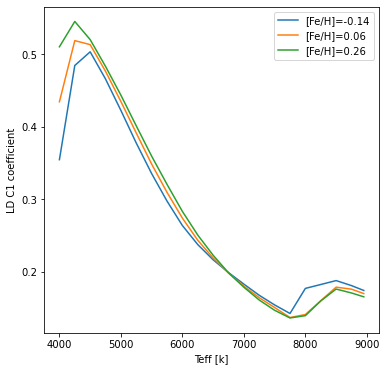 [Fe/H]=-0.14
[Fe/H]=0.06
[Fe/H]=0.26
0.5
0.4
0.3
0.2
LD C1 coefficient
4000 5000 6000 7000 8000 9000
Teff [k]